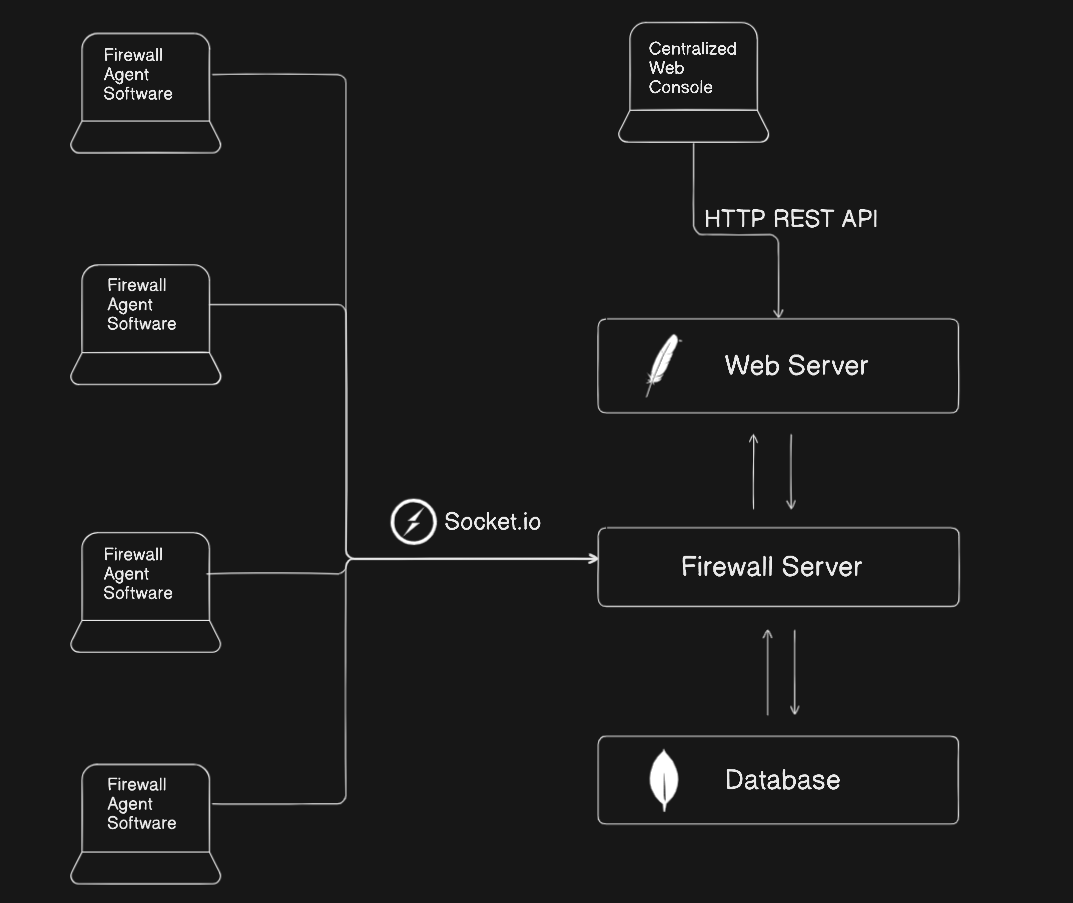 Firewall
Agent
Software
Centralized
Web
Console
HTTP REST API
Firewall
Agent
Software
Web Server
Socket.io
Firewall
Agent
Software
Firewall Server
Firewall
Agent
Software
Database